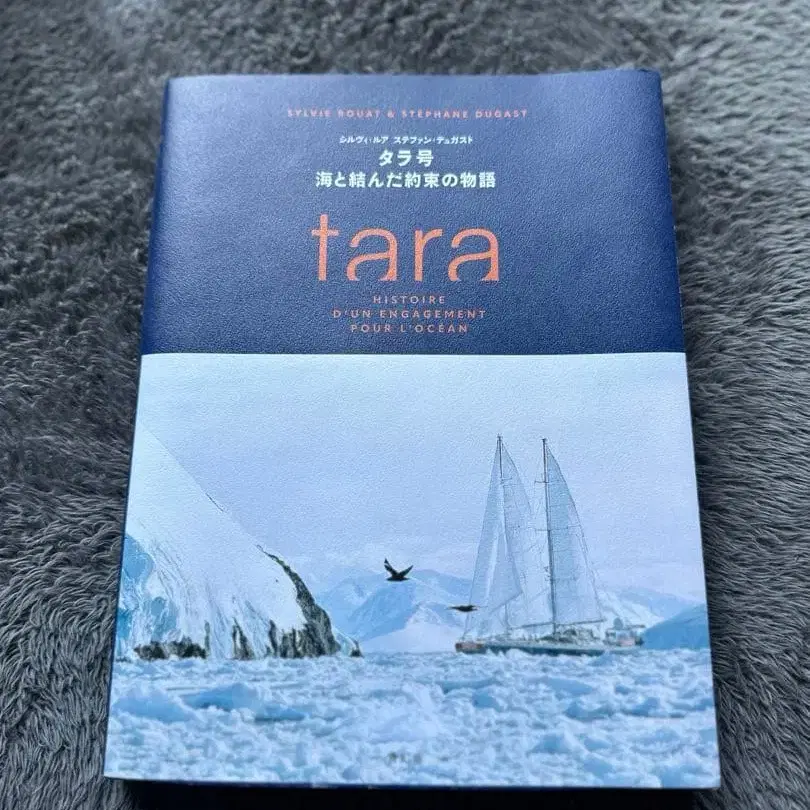 SYLVIE ROUAT & STÉPHANE DUGAST
シルヴィ・ルア ステファン・デュガスト
タラ号
海と結んだ約束の物語
tara
HISTOIRE
D'UN ENGAGEMENT
POUR L'OCÉAN